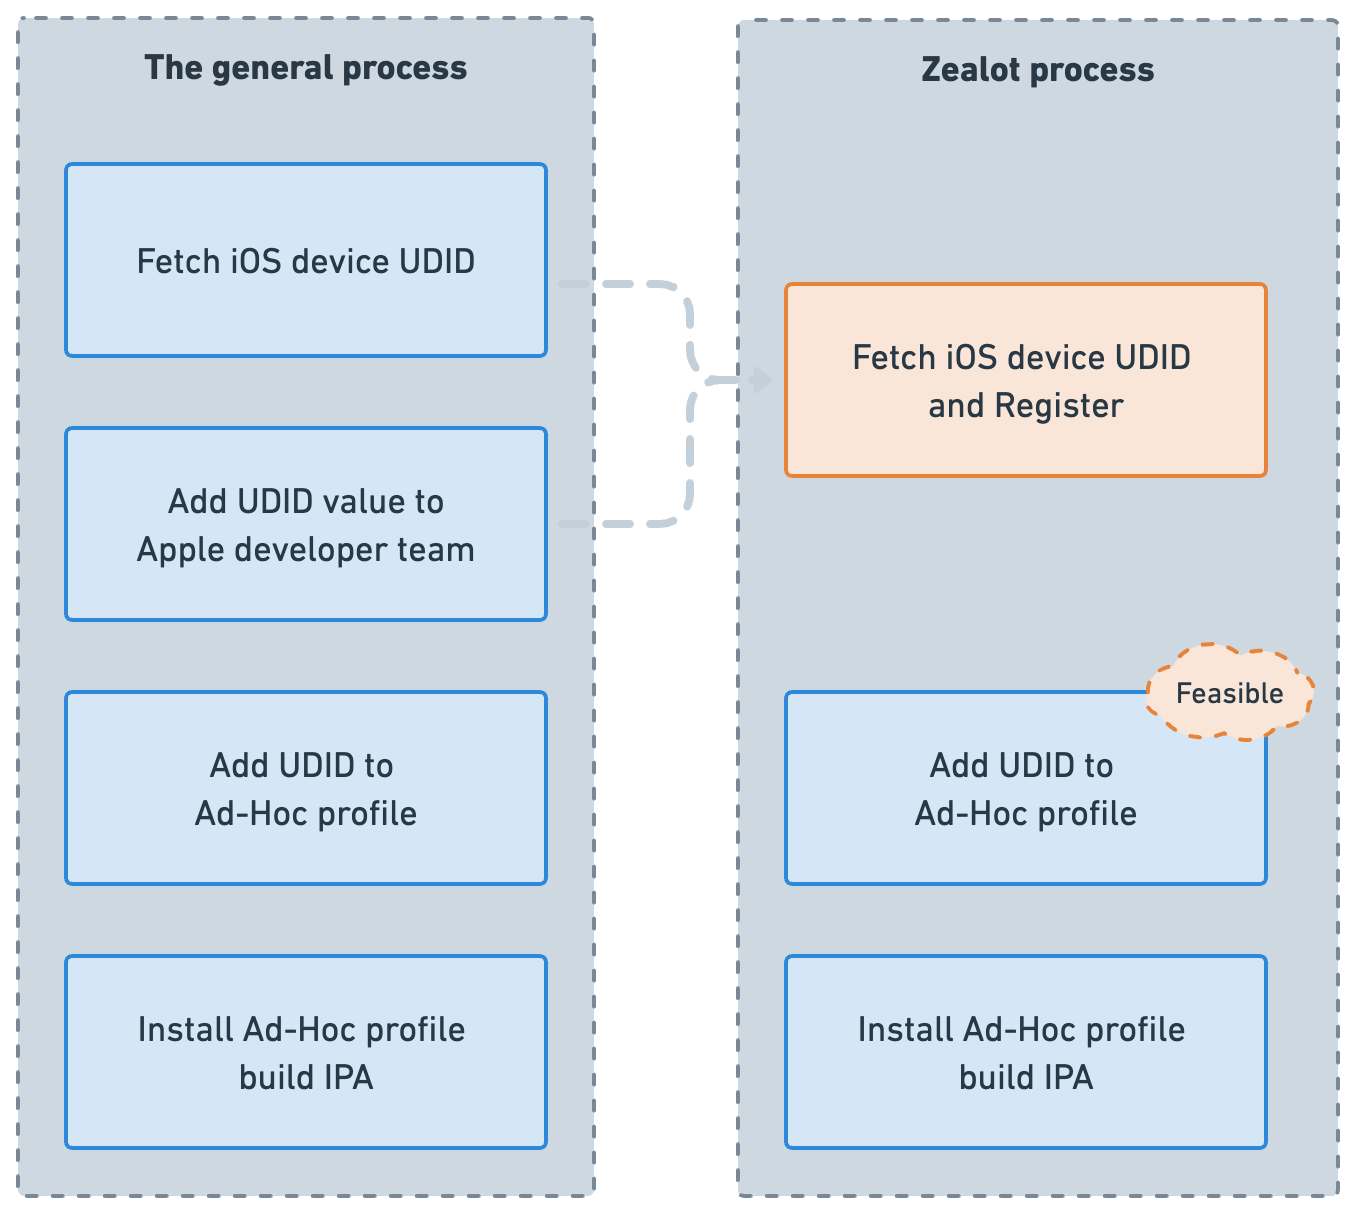 The general process
Fetch iOS device UDID
Add UDID value to
Apple developer team
Add UDID to
Ad-Hoc profile
Install Ad-Hoc profile
build IPA
Zealot process
Fetch iOS device UDID
and Register
Feasible
Add UDID to
Ad-Hoc profile
Install Ad-Hoc profile
build IPA